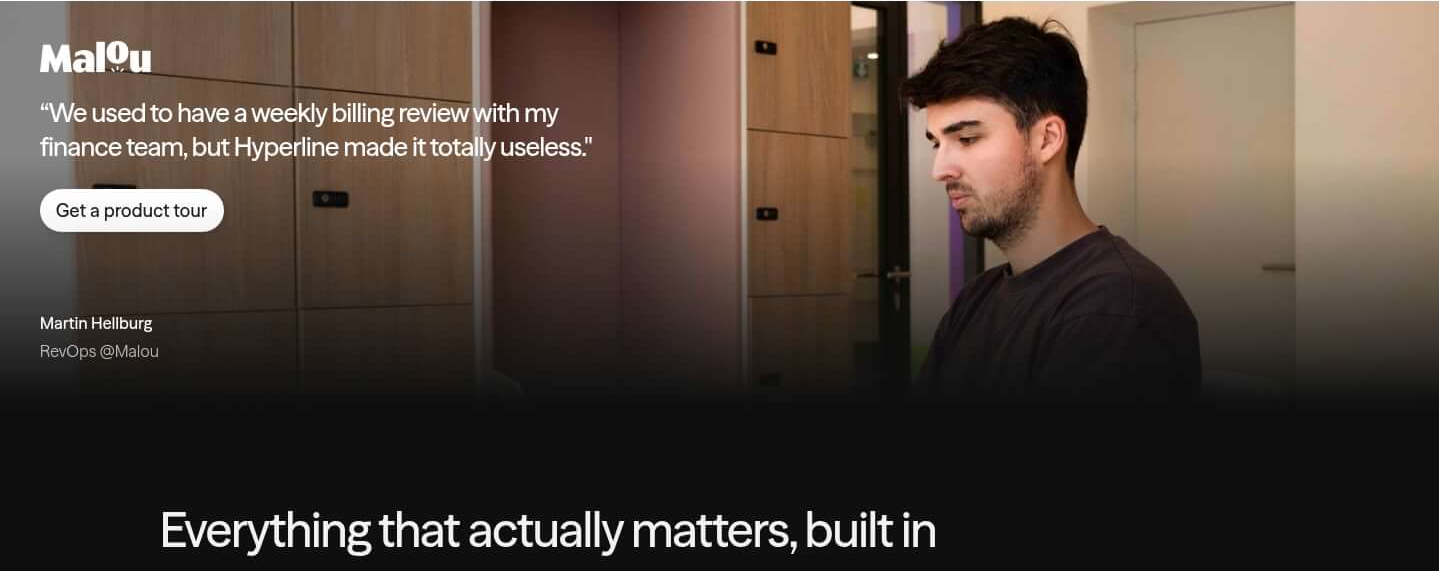 Malou
“We used to have a weekly billing review with my
finance team, but Hyperline made it totally useless."
Get a product tour
Martin Hellburg
RevOps @Malou
Everything that actually matters, built in